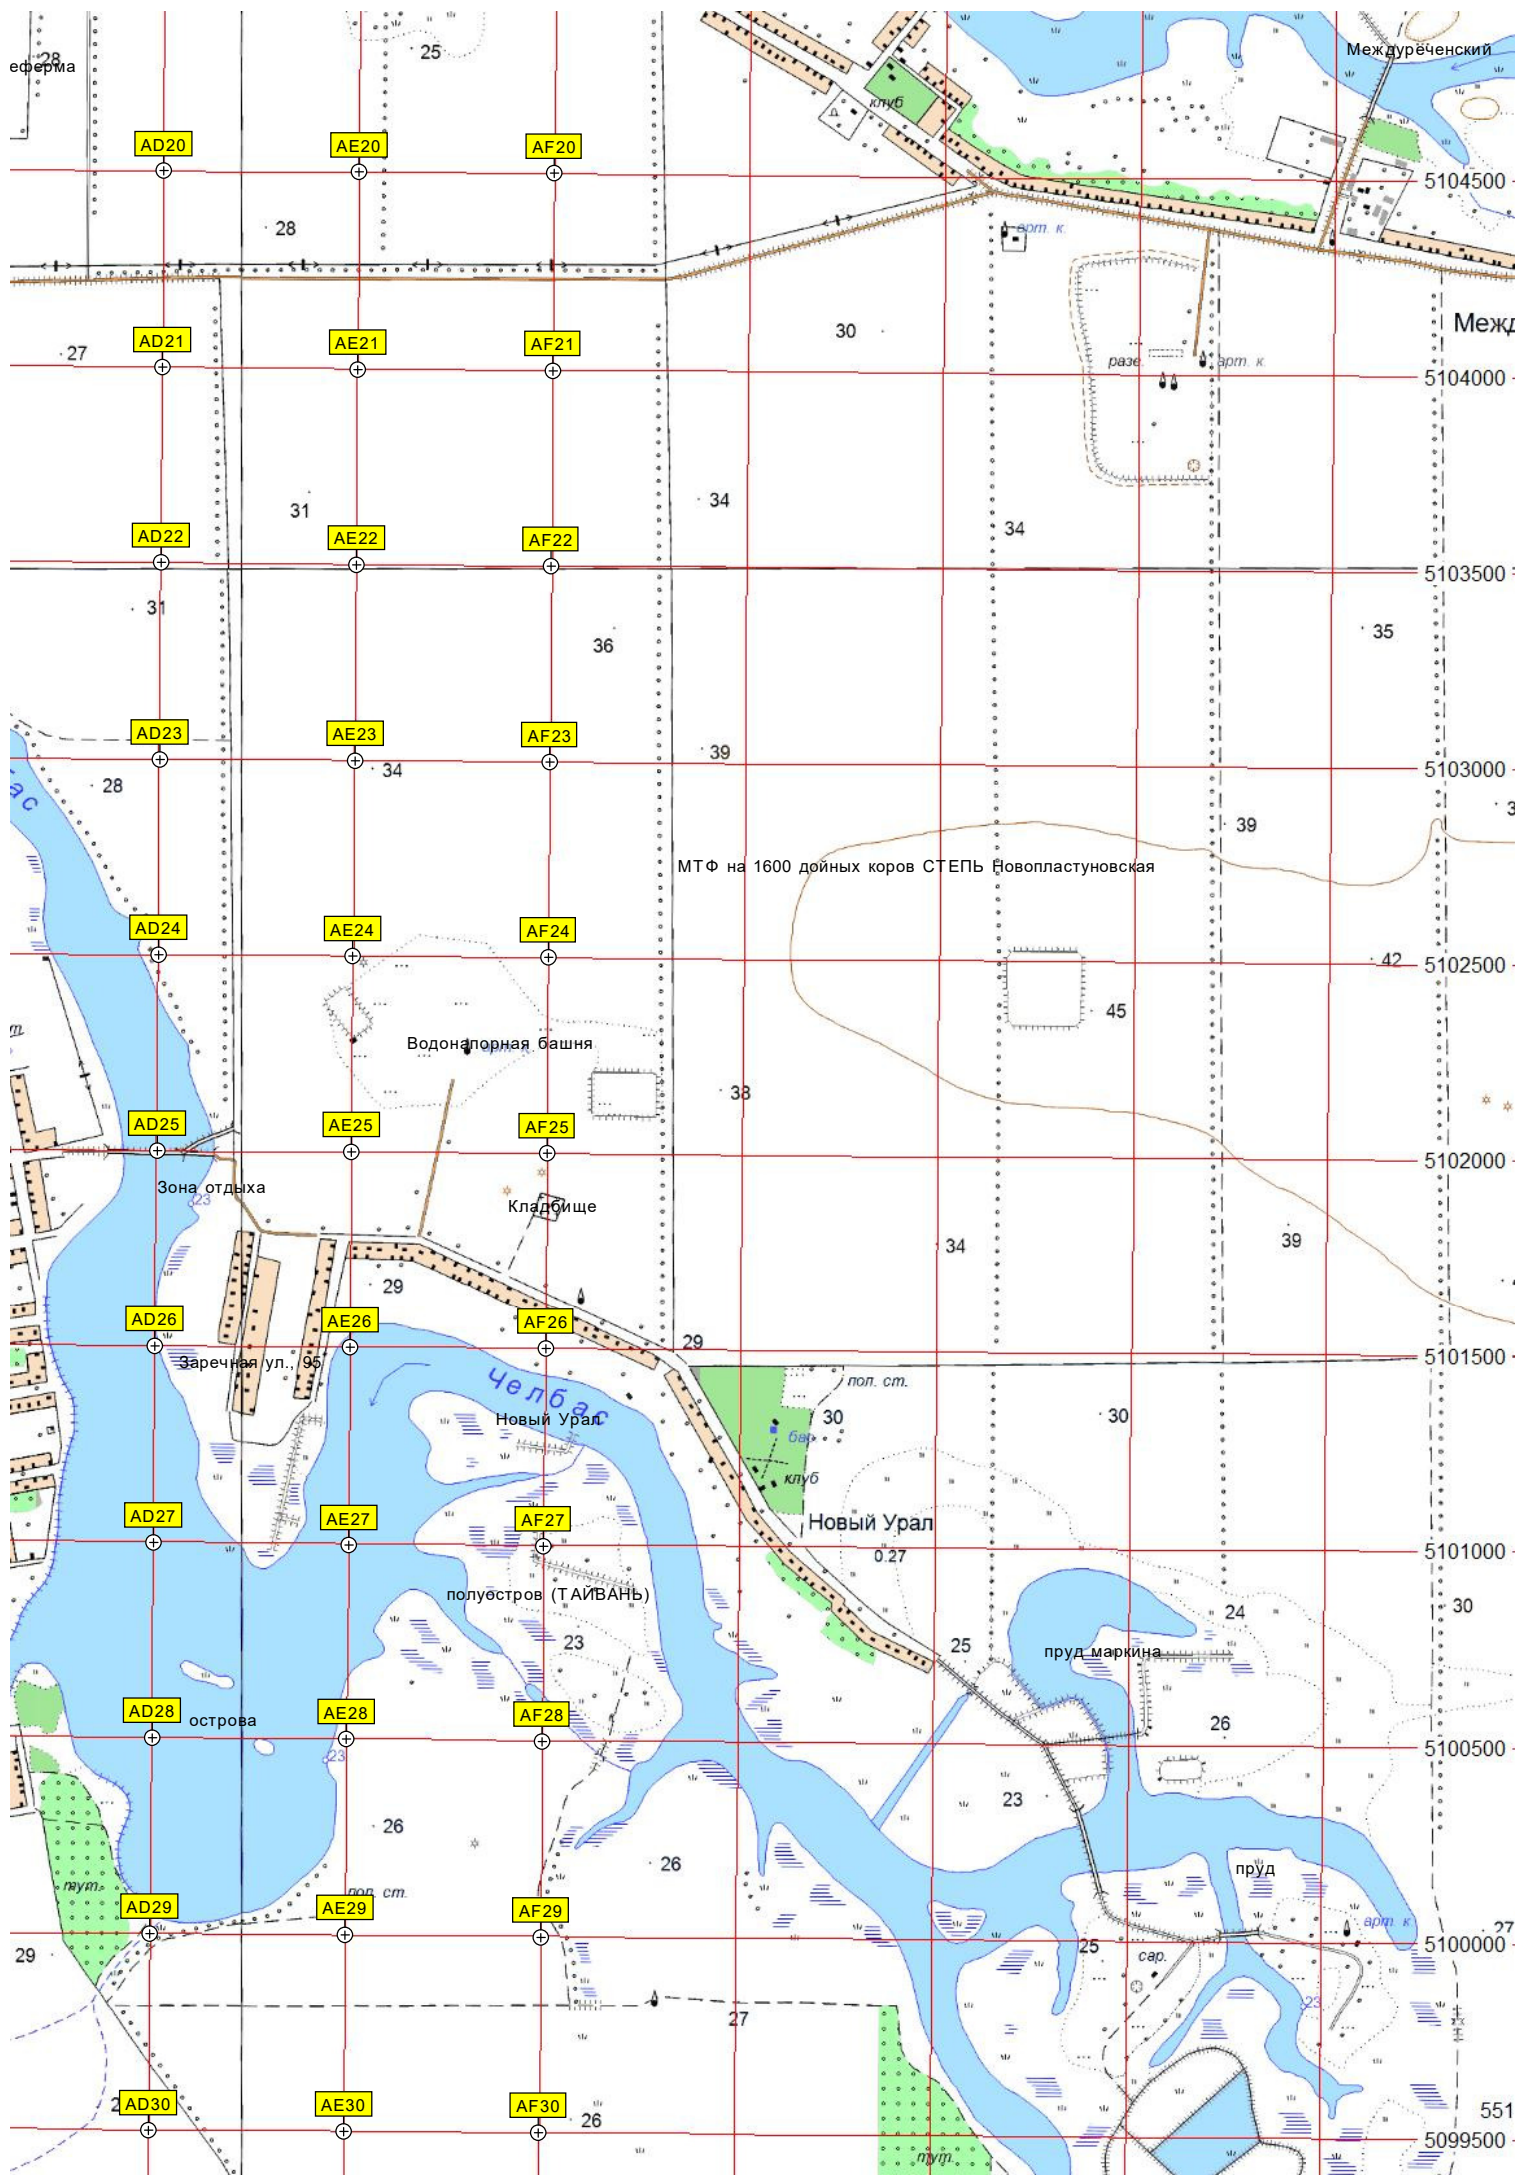 25
Междуреченский
28
еферма
клуб
AD20
AE20
AF20
5104500
28
арт. к.
Межд
30
AD21
AE21
AF21
27
разв.
арт. к.
5104000
34
31
34
AD22
AE22
AF22
5103500
31
35
36
AD23
AE23
AF23
39
5103000
34
28
ас
39
МТФ на 1600 дойных коров СТЕПЬ Новопластуновская
AD24
AE24
AF24
42
5102500
45
т
Водонапорная башня
арт. к.
38
AD25
AE25
AF25
5102000
Зона отдыха
23
Кладбище
39
34
29
AD26
AE26
AF26
29
5101500
Заречная ул., 95
Челбас
пол. ст.
Новый Урал
30
30
клуб
AD27
AE27
AF27
Новый Урал
5101000
0.27
полуостров (ТАЙВАНЬ)
30
24
23
25
пруд маркина
AD28
AE28
AF28
острова
26
5100500
23
23
26
26
пруд
тут.
пол. ст.
AD29
AE29
AF29
арт. к
27
29
25
сар.
5100000
23
27
AD30
AE30
AF30
26
551
5099500
тут.